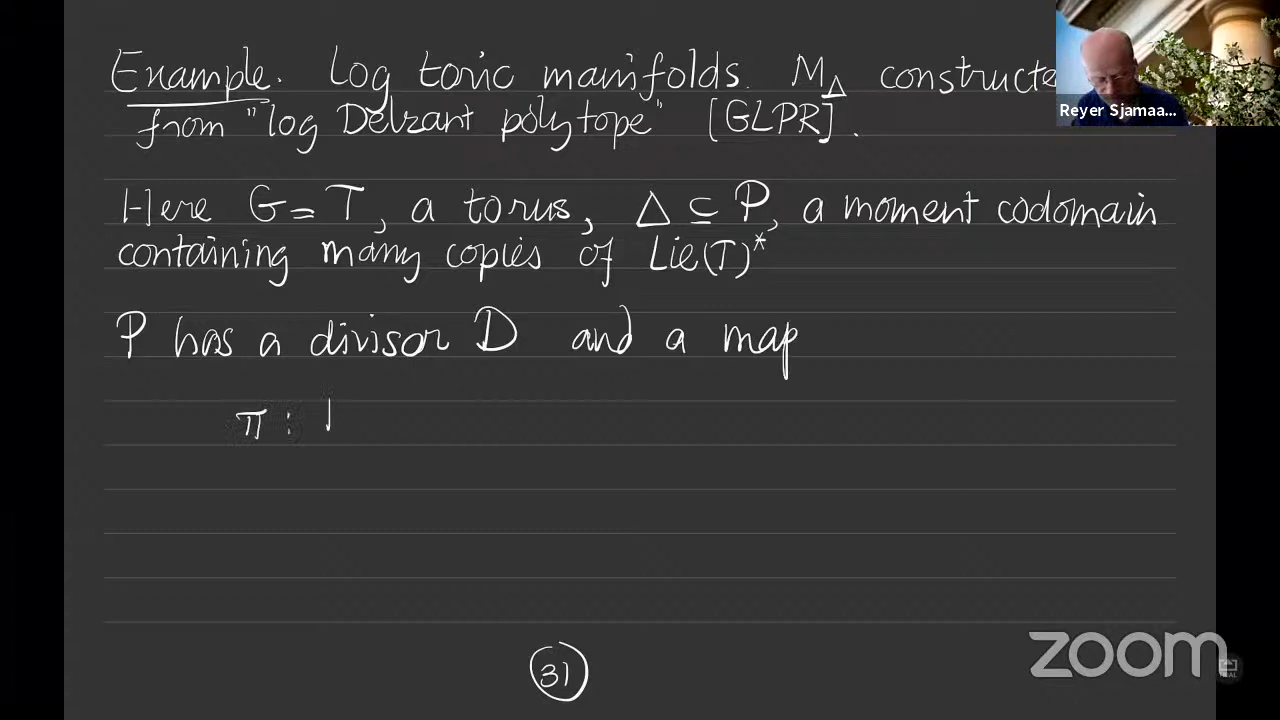 Example. Log toric manifolds. M_Δ constructe
from "log Delzant polytope" [GLPR].
Reyer Sjamaa...
Here G=T, a torus, Δ ⊆ P, a moment codomain
containing many copies of Lie(T)*
P has a divisor D and a map
π :
31
zoom